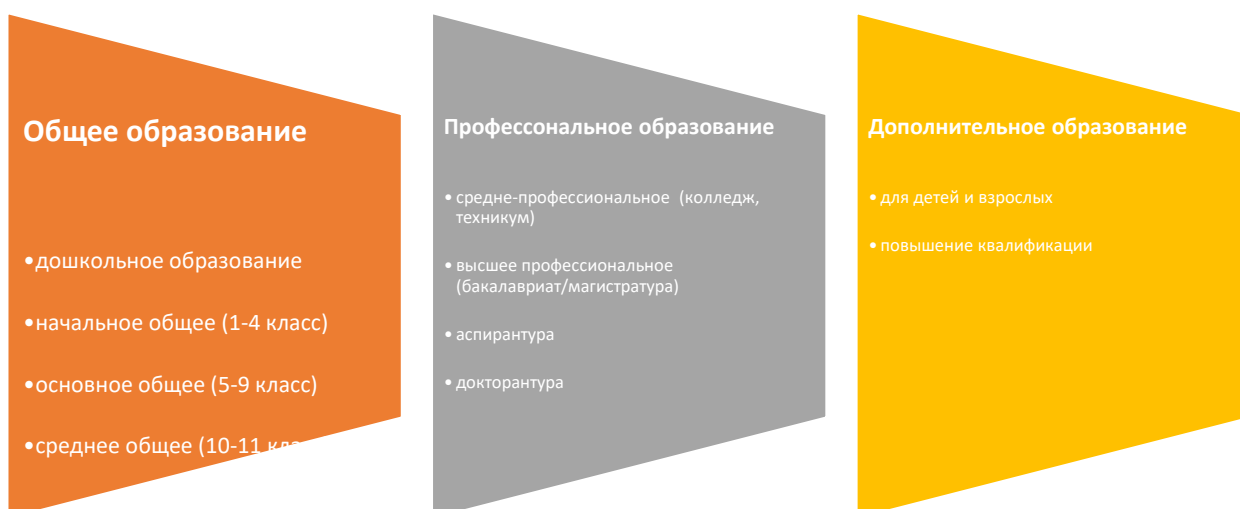 Общее образование
•дошкольное образование
•начальное общее (1-4 класс)
•основное общее (5-9 класс)
•среднее общее (10-11
Профессональное образование
• средне-профессиональное (колледж,
техникум)
• высшее профессиональное
(бакалавриат/магистратура)
• аспирантура
• докторантура
Дополнительное образование
• для детей и взрослых
• повышение квалификации